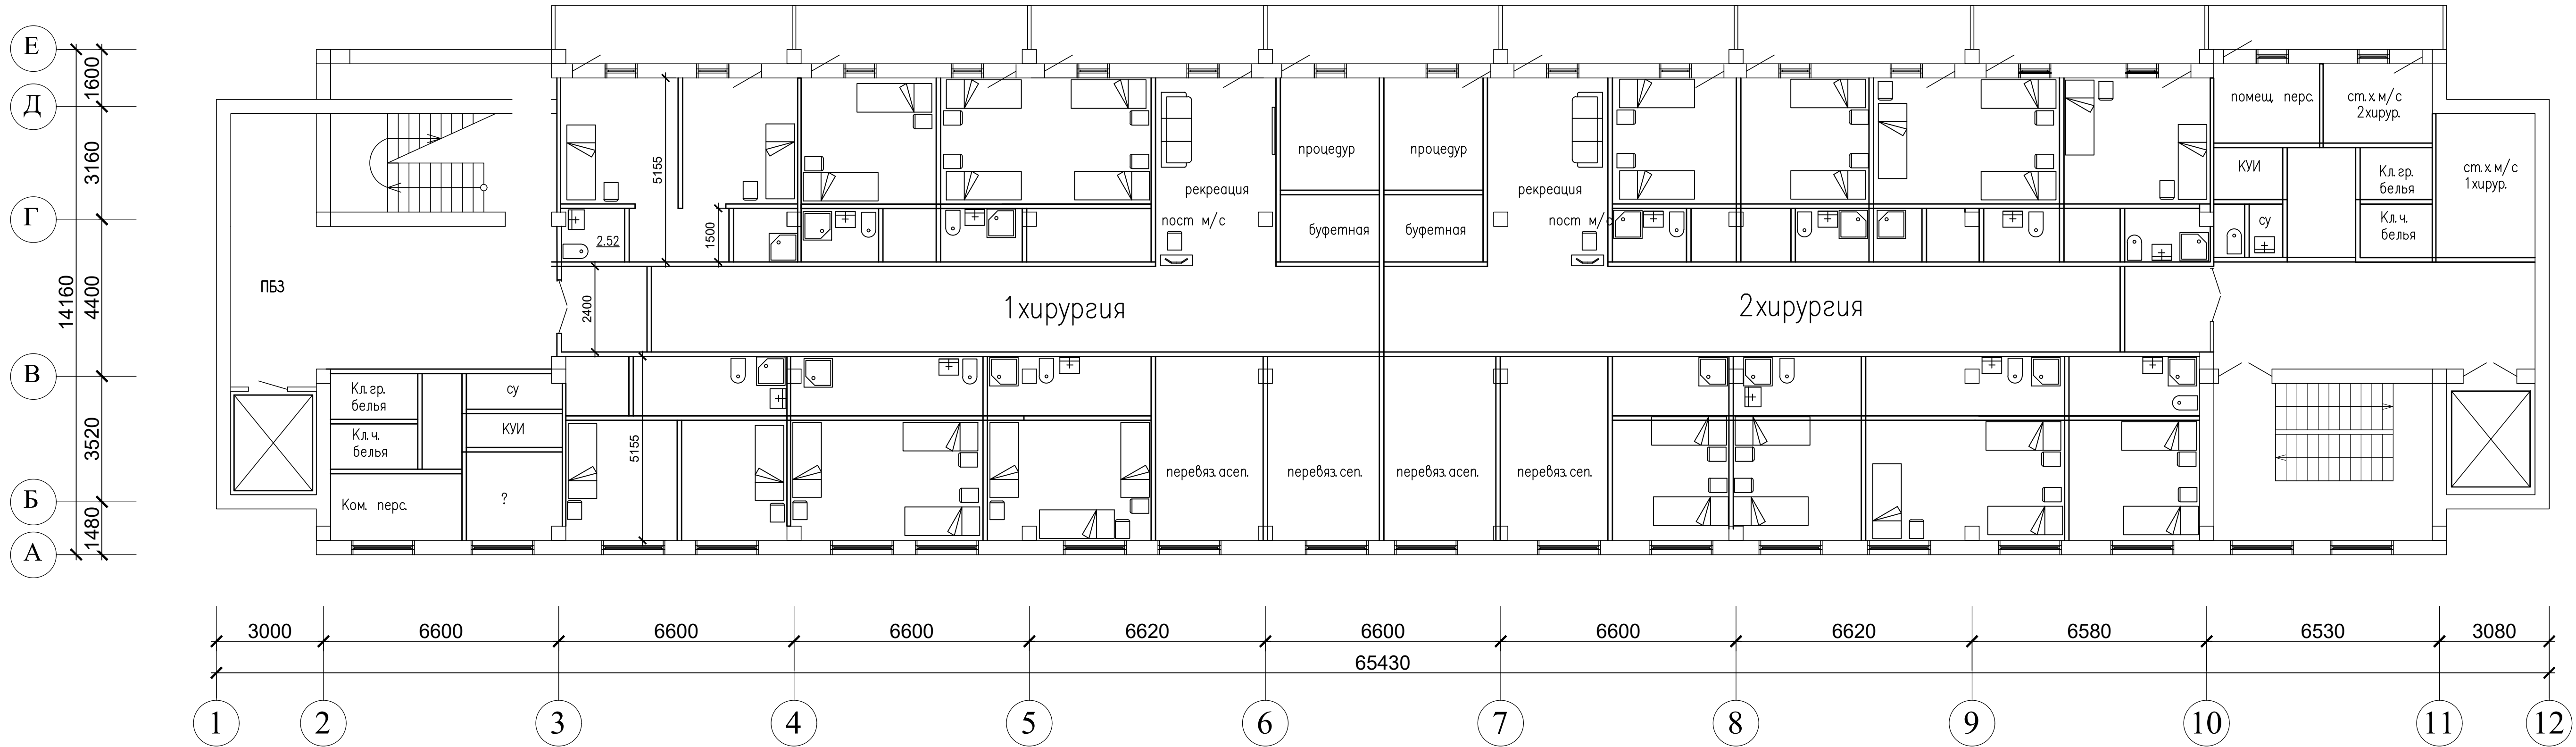 Е
Д
Г
В
Б
А
1600
3160
4400
3520
1480
14160
ПБЗ
5155
1500
2.52
2400
5155
рекреация
пост м/с
процедур
процедур
буфетная
буфетная
рекреация
пост м/с
помещ. перс.
ст.х.м/с
2хирур.
КУИ
су
Кл. гр.
белья
Кл. ч.
белья
ст.х.м/с
1хирур.
1хирургия
2хирургия
Кл. гр.
белья
Кл. ч.
белья
су
КУИ
?
Ком. перс.
перевяз. асеп.
перевяз. сеп.
перевяз. асеп.
перевяз. сеп.
3000 6600 6600 6600 6620 6600 6600 6620 6580 6530 3080
65430
1 2 3 4 5 6 7 8 9 10 11 12